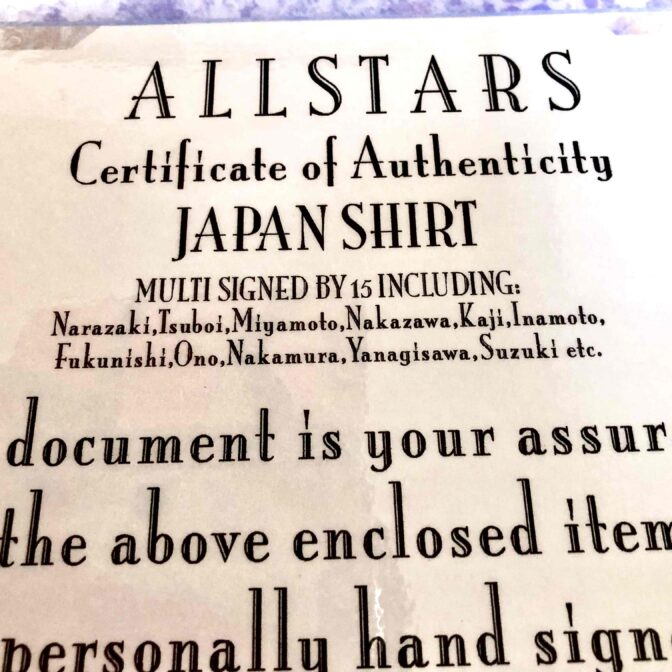 ALLSTARS
Certificate of Authenticity
JAPAN SHIRT
MULTI SIGNED BY 15 INCLUDING:
Narazaki,Tsuboi,Miyamoto,Nakazawa,Kaji,Inamoto,
Fukunishi,Ono,Nakamura,Yanagisawa,Suzuki etc.
document is your assur
the above enclosed item
personally hand sign